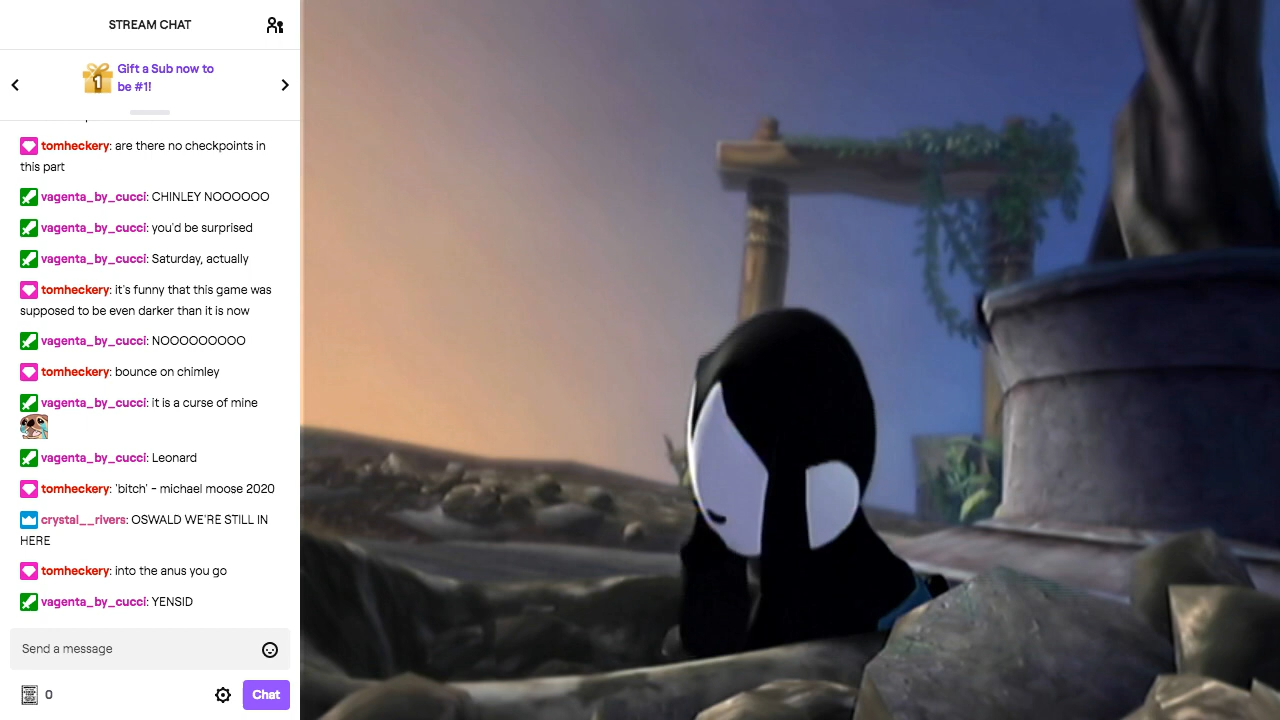 STREAM CHAT
Gift a Sub now to
be #1!
1
tomheckery: are there no checkpoints in
this part
vagenta_by_cucci: CHINLEY NOOOOOO
vagenta_by_cucci: you'd be surprised
vagenta_by_cucci: Saturday, actually
tomheckery: it's funny that this game was
supposed to be even darker than it is now
vagenta_by_cucci: NOOOOOOOOO
tomheckery: bounce on chimley
vagenta_by_cucci: it is a curse of mine
vagenta_by_cucci: Leonard
tomheckery: 'bitch' - michael moose 2020
crystal__rivers: OSWALD WE'RE STILL IN
HERE
tomheckery: into the anus you go
vagenta_by_cucci: YENSID
Send a message
0
Chat